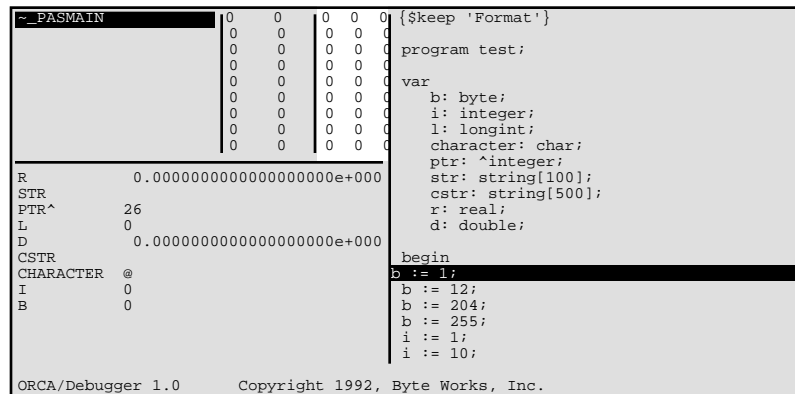 ~_PASMAIN
0 0 0 0 0
0 0 0 0 0
0 0 0 0 0
0 0 0 0 0
0 0 0 0 0
0 0 0 0 0
0 0 0 0 0
0 0 0 0 0
0 0 0 0 0
R 0.0000000000000000000e+000
STR
PTR^ 26
L 0
D 0.0000000000000000000e+000
CSTR
CHARACTER @
I 0
B 0
{$keep 'Format'}
program test;
var
b: byte;
i: integer;
l: longint;
character: char;
ptr: ^integer;
str: string[100];
cstr: string[500];
r: real;
d: double;
begin
b := 1;
b := 12;
b := 204;
b := 255;
i := 1;
i := 10;
ORCA/Debugger 1.0 Copyright 1992, Byte Works, Inc.